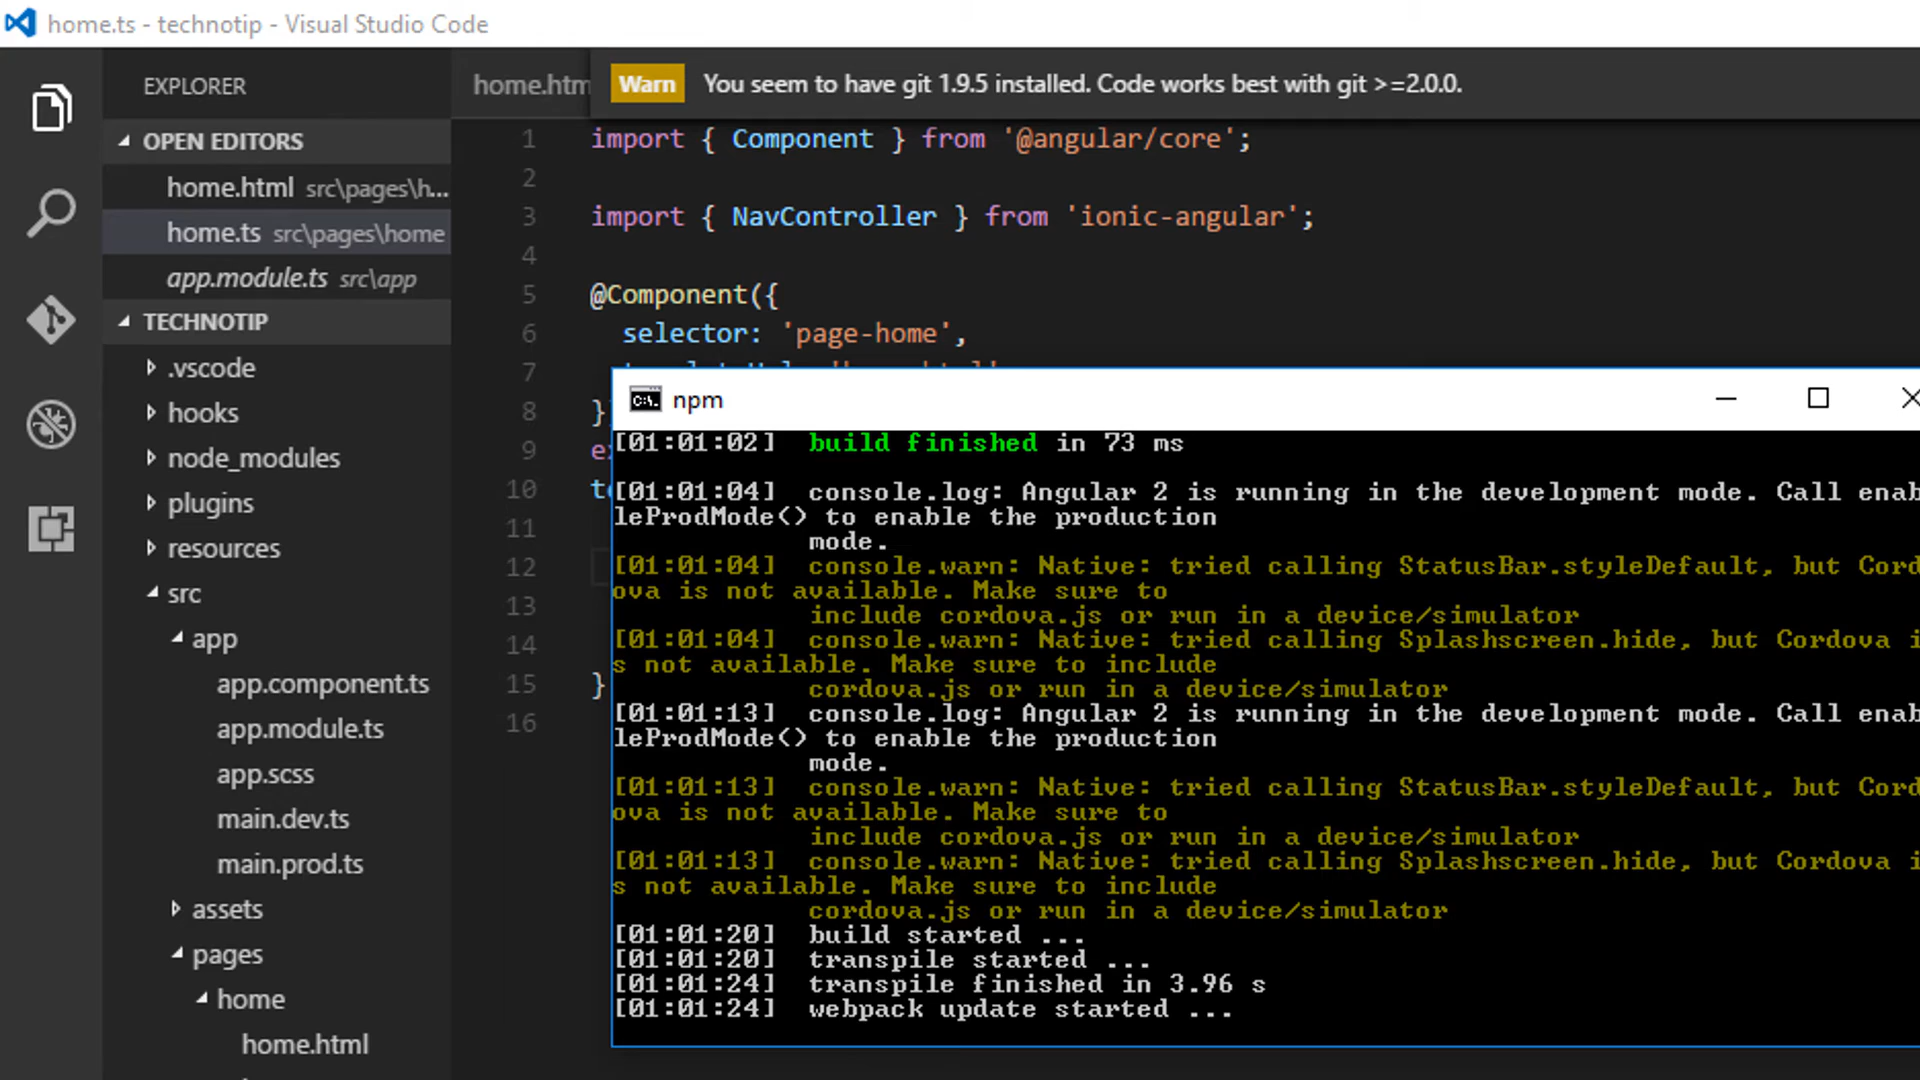 home.ts - technotip - Visual Studio Code
EXPLORER
OPEN EDITORS
home.html src\pages\h...
home.ts src\pages\home
app.module.ts src\app
TECHNOTIP
.vscode
hooks
node_modules
plugins
resources
src
app
app.component.ts
app.module.ts
app.scss
main.dev.ts
main.prod.ts
assets
pages
home
home.html
home.htm
Warn You seem to have git 1.9.5 installed. Code works best with git >=2.0.0.
1 import { Component } from '@angular/core';
2
3 import { NavController } from 'ionic-angular';
4
5 @Component({
6 selector: 'page-home',
7
8 }
9 ex
10 te
11
12
13
14
15 }
16
npm
[01:01:02] build finished in 73 ms
[01:01:04] console.log: Angular 2 is running in the development mode. Call enab
leProdMode() to enable the production
mode.
[01:01:04] console.warn: Native: tried calling StatusBar.styleDefault, but Cord
ova is not available. Make sure to
include cordova.js or run in a device/simulator
[01:01:04] console.warn: Native: tried calling Splashscreen.hide, but Cordova i
s not available. Make sure to include
cordova.js or run in a device/simulator
[01:01:13] console.log: Angular 2 is running in the development mode. Call enab
leProdMode() to enable the production
mode.
[01:01:13] console.warn: Native: tried calling StatusBar.styleDefault, but Cord
ova is not available. Make sure to
include cordova.js or run in a device/simulator
[01:01:13] console.warn: Native: tried calling Splashscreen.hide, but Cordova i
s not available. Make sure to include
cordova.js or run in a device/simulator
[01:01:20] build started ...
[01:01:20] transpile started ...
[01:01:24] transpile finished in 3.96 s
[01:01:24] webpack update started ...